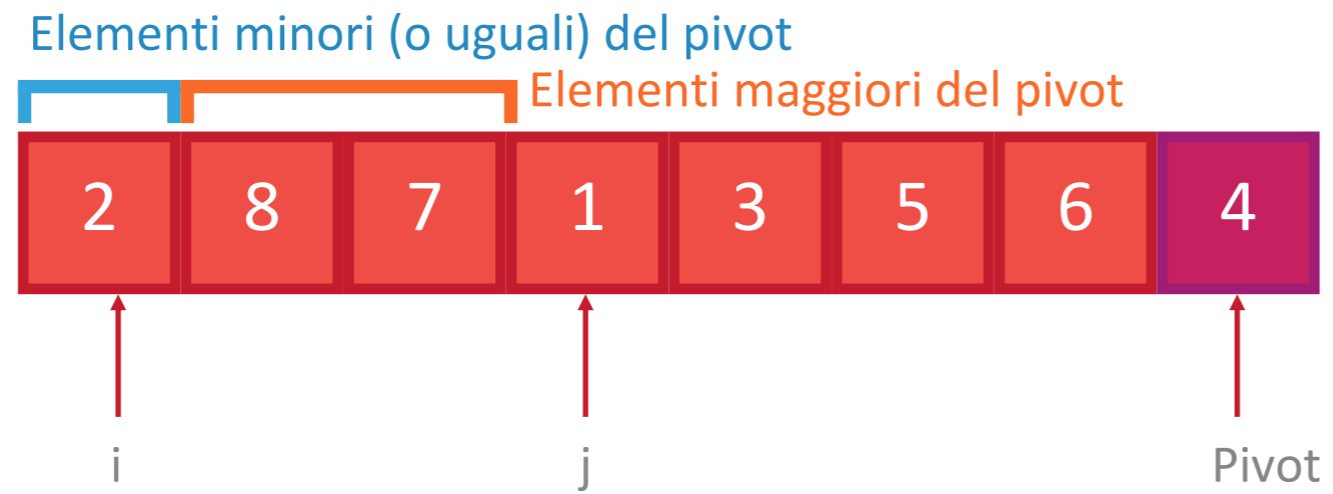 Elementi minori (o uguali) del pivot
Elementi maggiori del pivot
2 8 7 1 3 5 6 4
i j Pivot